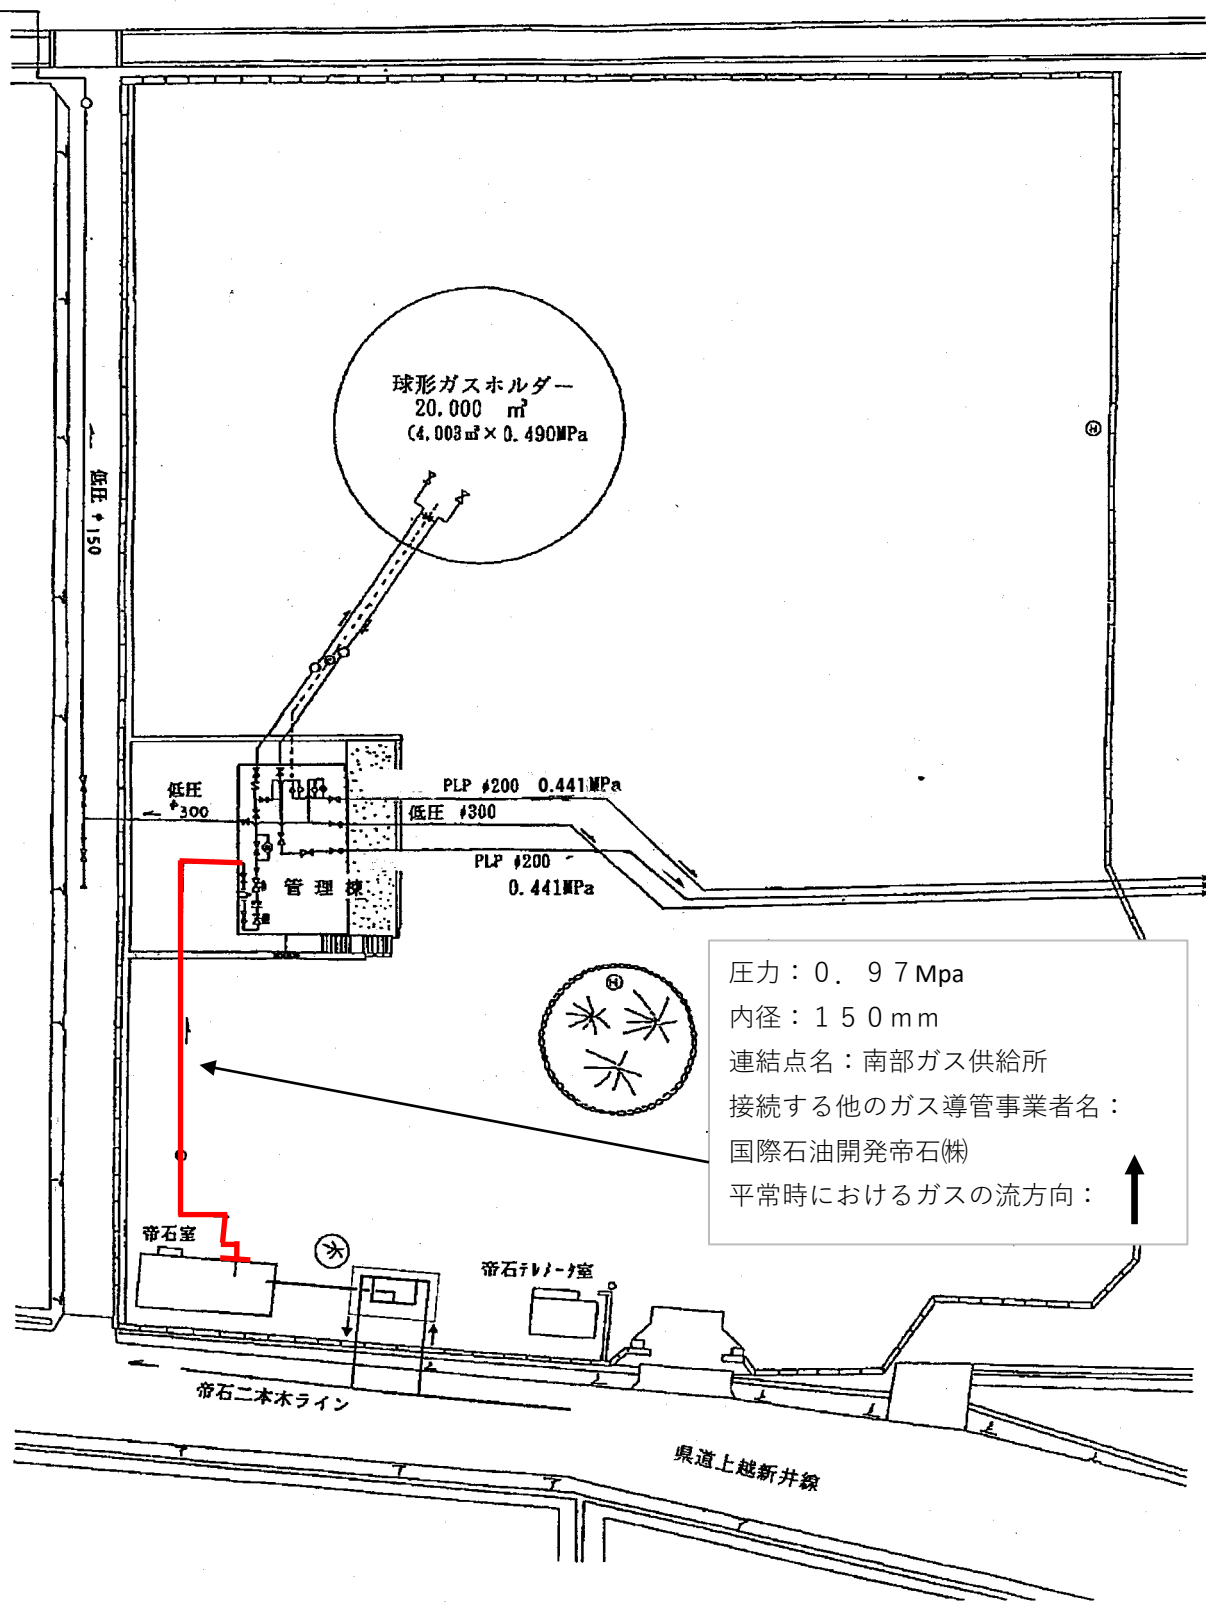 球形ガスホルダー
20.000 ㎥
(4.003㎥×0.490MPa
低圧 φ150
低圧
φ300
PLP φ200 0.441MPa
低圧 φ300
PLP φ200
0.441MPa
管理棟
圧力：０．９７Mpa
内径：１５０mm
連結点名：南部ガス供給所
接続する他のガス導管事業者名：
国際石油開発帝石㈱
平常時におけるガスの流方向：
帝石室
帝石テレメータ室
帝石二本木ライン
県道上越新井線
H
H